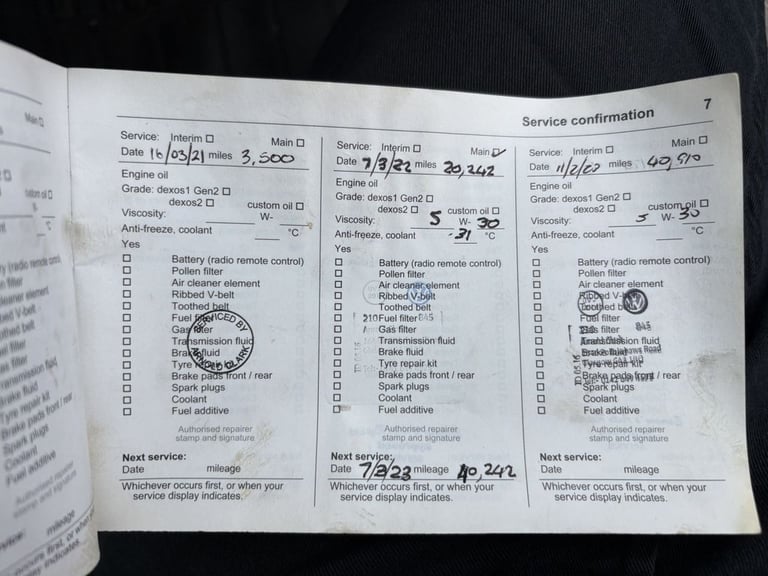 7
Service confirmation
Service: Interim ☐ Main ☐
Date 16/03/21 miles 3,500
Engine oil
Grade: dexos1 Gen2 ☐
dexos2 ☐ custom oil ☐
Viscosity: W-
Anti-freeze, coolant °C
Yes
☐ Battery (radio remote control)
☐ Pollen filter
☐ Air cleaner element
☐ Ribbed V-belt
☐ Toothed belt
☐ Fuel filter
☐ Gas filter
☐ Transmission fluid
☐ Brake fluid
☐ Tyre repair kit
☐ Brake pads front / rear
☐ Spark plugs
☐ Coolant
☐ Fuel additive
SERVICED BY
ARNOLD CLARK
Authorised repairer
stamp and signature
Next service:
Date mileage
Whichever occurs first, or when your
service display indicates.
Service: Interim ☐ Main ☑
Date 7/3/22 miles 20,242
Engine oil
Grade: dexos1 Gen2 ☐
dexos2 ☐ custom oil ☐
Viscosity: 5 W- 30
Anti-freeze, coolant -31 °C
Yes
☐ Battery (radio remote control)
☐ Pollen filter
☐ Air cleaner element
☐ Ribbed V-belt
☐ Toothed belt
☐ Fuel filter
☐ Gas filter
☐ Transmission fluid
☐ Brake fluid
☐ Tyre repair kit
☐ Brake pads front / rear
☐ Spark plugs
☐ Coolant
☐ Fuel additive
Authorised repairer
stamp and signature
Next service:
Date 7/3/23 mileage 40,242
Whichever occurs first, or when your
service display indicates.
Service: Interim ☐ Main ☐
Date miles 40,910
Engine oil
Grade: dexos1 Gen2 ☐
dexos2 ☐ custom oil ☐
Viscosity: 5 W- 30
Anti-freeze, coolant °C
Yes
☐ Battery (radio remote control)
☐ Pollen filter
☐ Air cleaner element
☐ Ribbed V-belt
☐ Toothed belt
☐ Fuel filter
☐ Gas filter
☐ Transmission fluid
☐ Brake fluid
☐ Tyre repair kit
☐ Brake pads front / rear
☐ Spark plugs
☐ Coolant
☐ Fuel additive
Authorised repairer
stamp and signature
Next service:
Date mileage
Whichever occurs first, or when your
service display indicates.